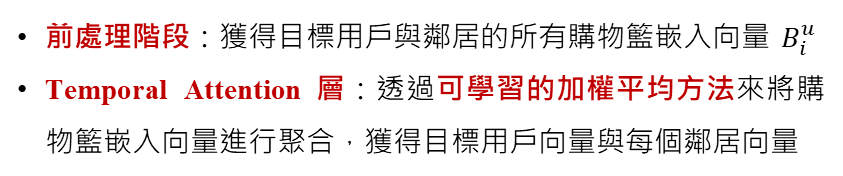 • 前處理階段：獲得目標用戶與鄰居的所有購物籃嵌入向量 $B_i^u$
• Temporal Attention 層：透過可學習的加權平均方法來將購
物籃嵌入向量進行聚合，獲得目標用戶向量與每個鄰居向量